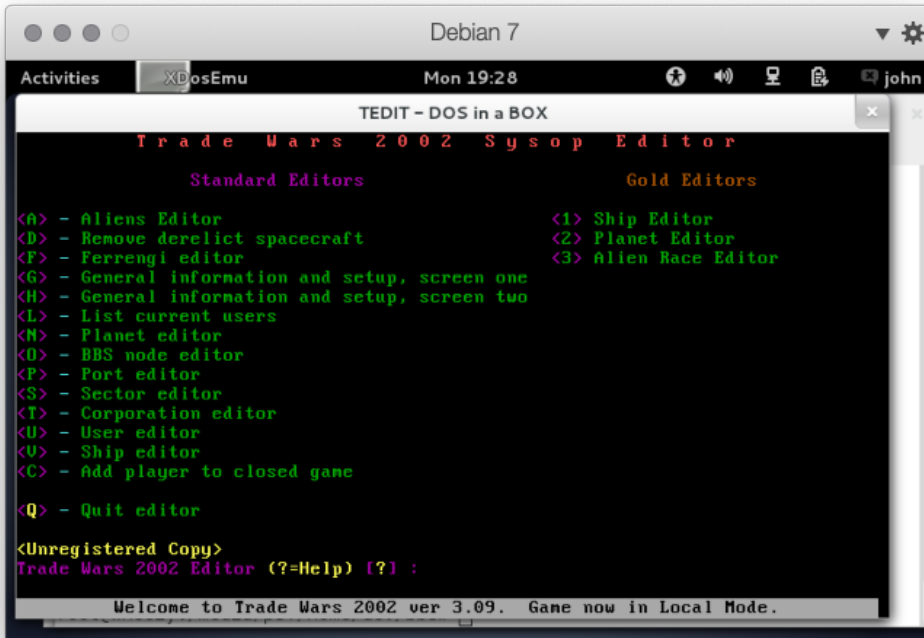 Debian 7
Activities XDosEmu Mon 19:28 john
TEDIT - DOS in a BOX
Trade Wars 2002 Sysop Editor
Standard Editors Gold Editors
<A> - Aliens Editor <1> Ship Editor
<D> - Remove derelict spacecraft <2> Planet Editor
<F> - Ferrengi editor <3> Alien Race Editor
<G> - General information and setup, screen one
<H> - General information and setup, screen two
<L> - List current users
<N> - Planet editor
<O> - BBS node editor
<P> - Port editor
<S> - Sector editor
<T> - Corporation editor
<U> - User editor
<V> - Ship editor
<C> - Add player to closed game
<Q> - Quit editor
<Unregistered Copy>
Trade Wars 2002 Editor (?=Help) [?] :
Welcome to Trade Wars 2002 ver 3.09. Game now in Local Mode.